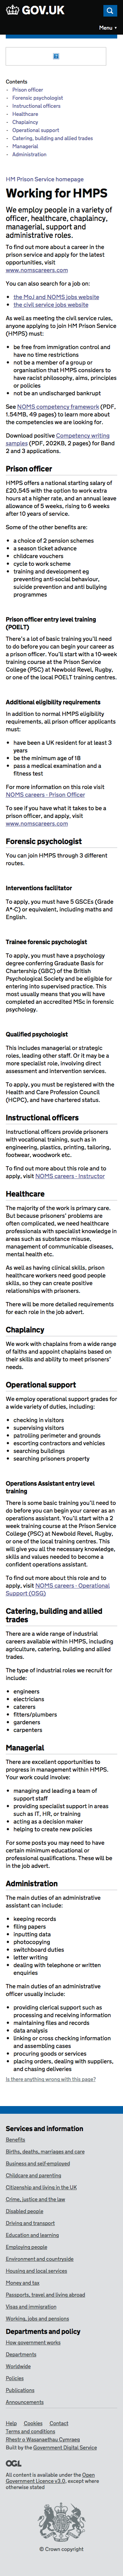 GOV.UK
Menu ▾
Contents
- Prison officer
- Forensic psychologist
- Instructional officers
- Healthcare
- Chaplaincy
- Operational support
- Catering, building and allied trades
- Managerial
- Administration
HM Prison Service homepage
Working for HMPS
We employ people in a variety of
officer, healthcare, chaplaincy,
managerial, support and
administrative roles.
To find out more about a career in the
prison service and to apply for the latest
opportunities, visit
www.nomscareers.com
You can also search for a job on:
- the MoJ and NOMS jobs website
- the civil service jobs website
As well as meeting the civil service rules,
anyone applying to join HM Prison Service
(HMPS) must:
- be free from immigration control and
have no time restrictions
- not be a member of a group or
organisation that HMPS considers to
be racist philosophy, aims, principles
or policies
- not be an undischarged bankrupt
See NOMS competency framework (PDF,
1.54MB, 49 pages) to understand how
the competencies are broken down.
Download positive Competency writing
samples (PDF, 202KB, 2 pages) for Band
2 and 3 applications.
Prison officer
HMPS offers a national starting salary of
£20,545 with the option to work extra
hours at a higher rate and annual leave
allowance of 5 weeks, rising to 6 weeks
after 10 years of service.
Some of the other benefits are:
- a choice of 2 pension schemes
- a season ticket advance
- childcare vouchers
- cycle to work scheme
- training and development eg
preventing anti-social behaviour,
suicide prevention and anti bullying
programmes
Prison officer entry level training
(POELT)
There's a lot of basic training you'll need
to do before you can begin your career as
a prison officer. You'll start with a 10 week
training course at the Prison Service
College (PSC) at Newbold Revel, Rugby,
or one of the local POELT training centres.
Additional eligibility requirements
In addition to normal HMPS eligibility
requirements, all prison officer applicants
must:
- have been a UK resident for at least 3
years
- be the minimum age of 18
- pass a medical examination and a
fitness test
For more information on this role visit
NOMS careers - Prison Officer
To see if you have what it takes to be a
prison officer, and to apply, visit
www.nomscareers.com
Forensic psychologist
You can join HMPS through 3 different
routes.
Interventions facilitator
To apply, you must have 5 GSCEs (Grade
A*-C) or equivalent, including maths and
English.
Trainee forensic psychologist
To apply, you must have a psychology
degree conferring Graduate Basis for
Chartership (GBC) of the British
Psychological Society and be eligible for
entering into supervised practice. This
most usually means that you will have
completed an accredited MSc in forensic
psychology.
Qualified psychologist
This includes managerial or strategic
roles, leading other staff. Or it may be a
specialist role, involving direct
assessment and intensive interventions.
To apply, you must be registered with the
Health and Care Profession Council
(HCPC), and have chartered status.
Instructional officers
Instructional officers provide prisoners
with vocational training, such as in
engineering, plastics, printing, tailoring,
footwear, woodwork, textiles etc.
To find out more about this role and to
apply, visit NOMS careers - Instructor
Healthcare
The majority of the work is primary care.
But because of prisoners' problems are
often complicated, we need healthcare
professionals with extensive knowledge in
various issues such as substance misuse,
management of communicable diseases,
mental health etc.
As well as having clinical skills, prison
healthcare workers need good people
skills, so they can create positive
relationships with prisoners.
There will be more detailed requirements
for each role in the job advert.
Chaplaincy
We work with people of a wide range
of faiths and applicants chaplains based on
their skills and ability to meet prisoners'
needs.
Operational support
We employ operational support grades to
do a variety of duties, including:
- checking in visitors
- supervising visitors
- patrolling perimeter and grounds
- escorting contractors and vehicles
- searching buildings
- searching prisoners property
Operations Assistant entry level
training
There is some basic training you'll need to
do before you can start a career as an
operations assistant. You'll start with a 2
week training course at the Prison Service
College (PSC) at Newbold Revel, Rugby,
or one of the local training centres. This
will equip you with all the necessary skills
and knowledge to become a confident
and proficient operations assistant.
To find out more about this role and to
apply, visit NOMS careers - Operational
Support (OSG)
Catering, building and allied
trades
There are a wide range of industrial
careers available within HMPS, including
agriculture, catering, building and allied
trades.
The type of industrial roles we recruit for
include:
- engineers
- electricians
- caterers
- fitters/plumbers
- gardeners
- carpenters
Managerial
There are excellent opportunities to
progress in management within HMPS.
Your work could involve:
- managing and leading a team of
staff
- providing specialist support in areas
such as IT, HR, or training
- acting as a decision maker
- helping to create new policies
For some posts you may need to have
certain minimum educational or
professional qualifications. These will be
in the job advert.
Administration
The main duties of an administrative
assistant can include:
- keeping records
- filing papers
- inputting data
- photocopying
- switchboard duties
- letter writing
- dealing with telephone or written
enquiries
The main duties of an administrative
officer usually include:
- providing clerical support such as
processing and receiving information
- maintaining files and records
- data analysis
- linking or cross checking information
and disseminating cases
- procuring goods or services
- placing orders, dealing with suppliers,
and chasing deliveries
Is there anything wrong with this page?
Services and information
Benefits
Births, deaths, marriages and care
Business and self-employed
Childcare and parenting
Citizenship and living in the UK
Crime, justice and the law
Disabled people
Driving and transport
Education and learning
Employing people
Environment and countryside
Housing and local services
Money and tax
Passports, travel and living abroad
Visas and immigration
Working, jobs and pensions
Departments and policy
How government works
Departments
Worldwide
Policies
Publications
Announcements
Help Cookies Contact
Terms and conditions
Rhestr o Wasanaethau Cymraeg
Built by the Government Digital Service
OGL
All content is available under the Open
Government Licence v3.0, except where
otherwise stated
© Crown copyright